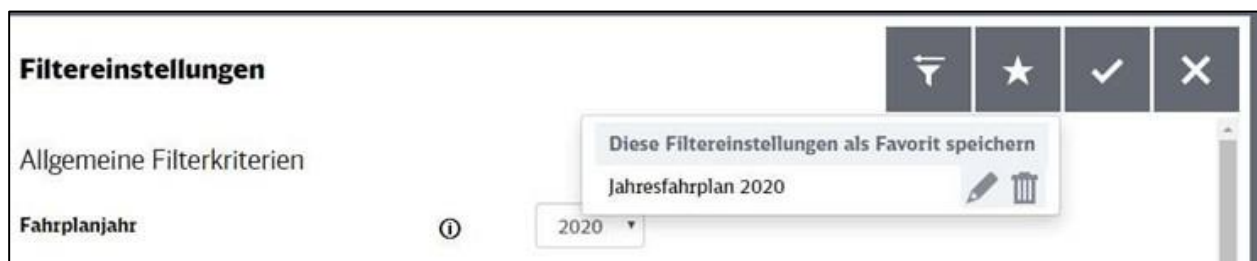 Filtereinstellungen
Diese Filtereinstellungen als Favorit speichern
Allgemeine Filterkriterien
Jahresfahrplan 2020
Fahrplanjahr
2020